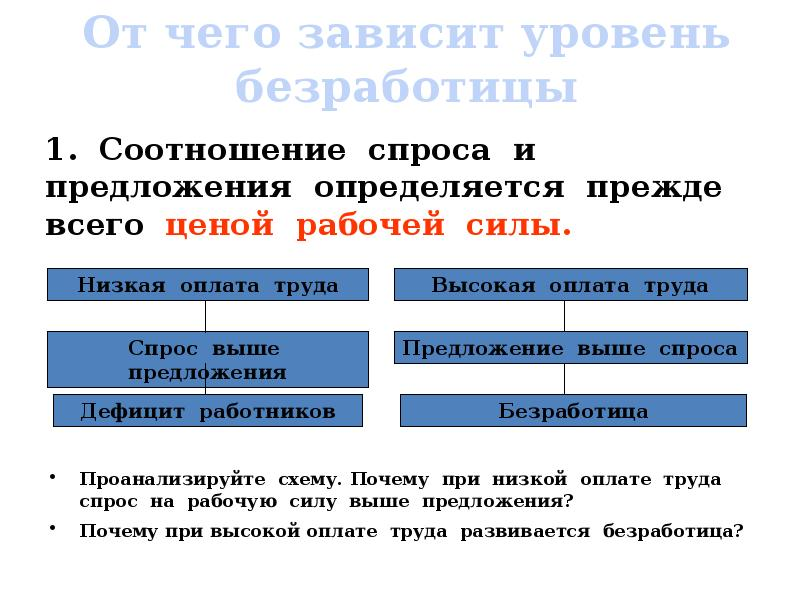 От чего зависит уровень
безработицы
1. Соотношение спроса и
предложения определяется прежде
всего ценой рабочей силы.
Низкая оплата труда
Высокая оплата труда
Спрос выше
предложения
Предложение выше спроса
Дефицит работников
Безработица
• Проанализируйте схему. Почему при низкой оплате труда
спрос на рабочую силу выше предложения?
• Почему при высокой оплате труда развивается безработица?